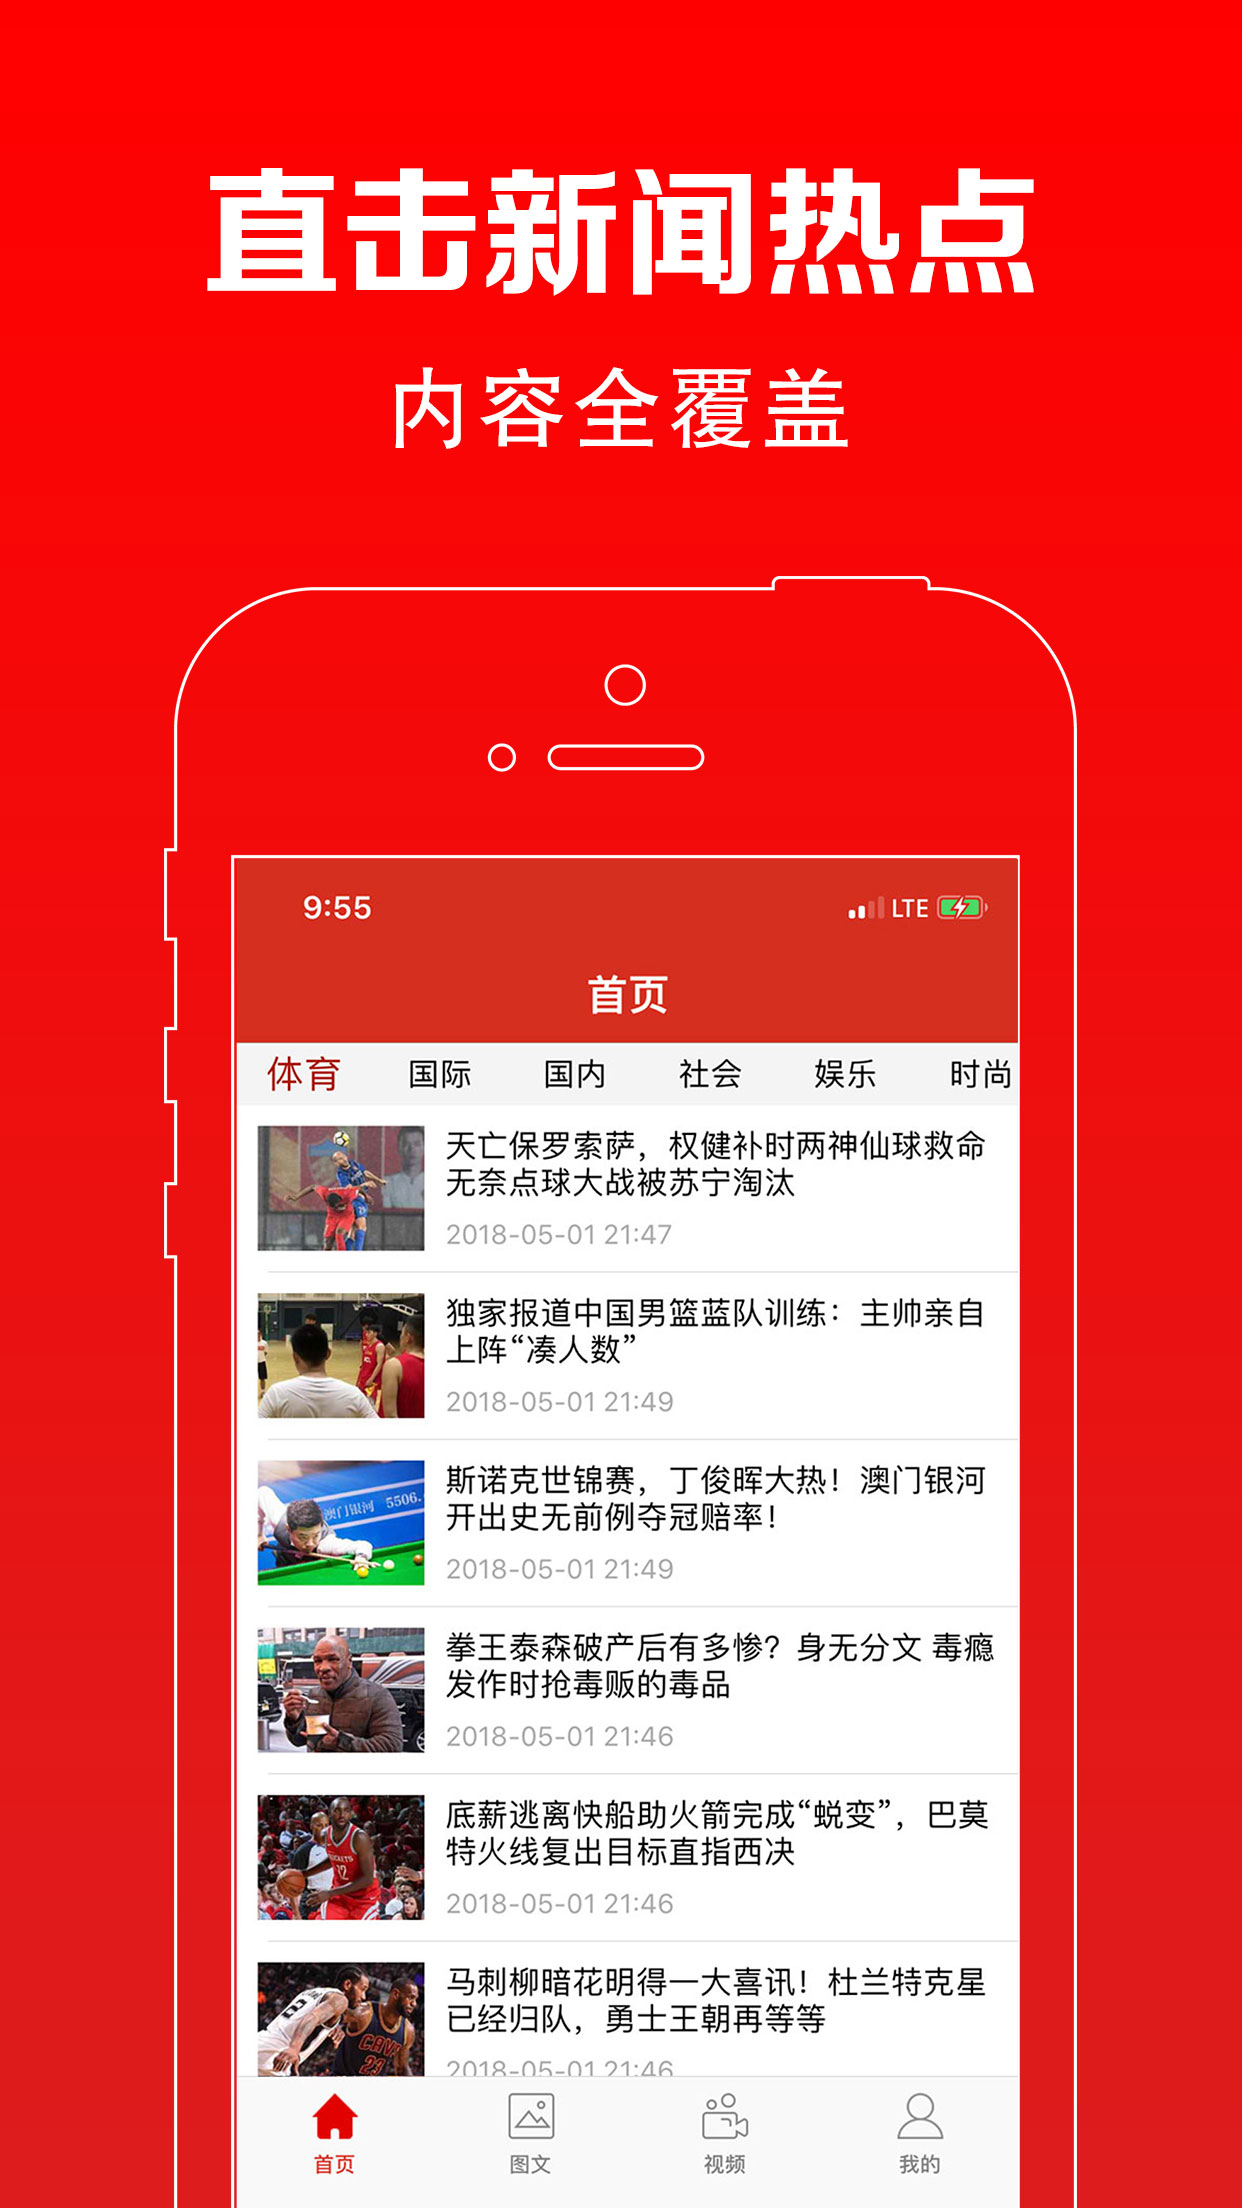 直击新闻热点
内容全覆盖
9:55
LTE
首页
体育 国际 国内 社会 娱乐 时尚
天亡保罗索萨，权健补时两神仙球救命
无奈点球大战被苏宁淘汰
2018-05-01 21:47
独家报道中国男篮蓝队训练：主帅亲自
上阵“凑人数”
2018-05-01 21:49
澳门银河 5506.
斯诺克世锦赛，丁俊晖大热！澳门银河
开出史无前例夺冠赔率！
2018-05-01 21:49
拳王泰森破产后有多惨？身无分文 毒瘾
发作时抢毒贩的毒品
2018-05-01 21:46
ROCKETS
12
底薪逃离快船助火箭完成“蜕变”，巴莫
特火线复出目标直指西决
2018-05-01 21:46
2
CAVS
23
马刺柳暗花明得一大喜讯！杜兰特克星
已经归队，勇士王朝再等等
2018-05-01 21:46
首页 图文 视频 我的